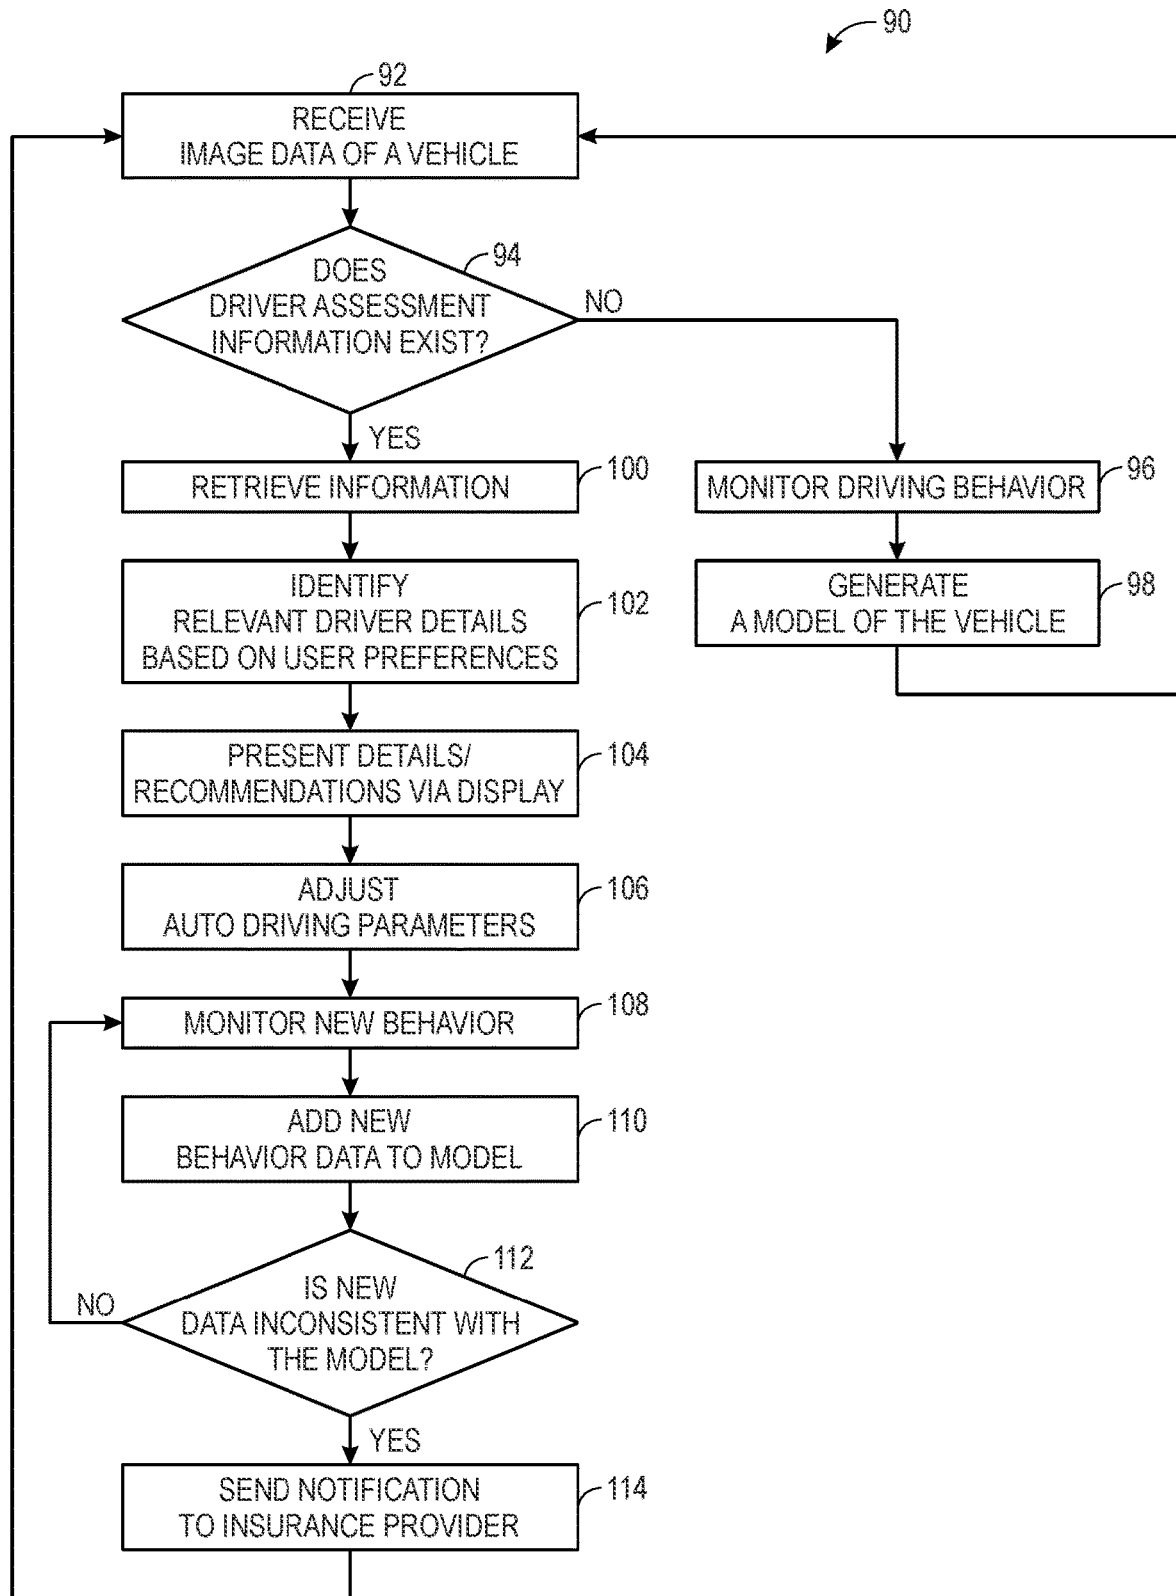 90
92
RECEIVE
IMAGE DATA OF A VEHICLE
94
DOES
DRIVER ASSESSMENT
INFORMATION EXIST?
NO
YES
100
RETRIEVE INFORMATION
96
MONITOR DRIVING BEHAVIOR
IDENTIFY
RELEVANT DRIVER DETAILS
BASED ON USER PREFERENCES
102
GENERATE
A MODEL OF THE VEHICLE
98
PRESENT DETAILS/
RECOMMENDATIONS VIA DISPLAY
104
ADJUST
AUTO DRIVING PARAMETERS
106
MONITOR NEW BEHAVIOR
108
ADD NEW
BEHAVIOR DATA TO MODEL
110
112
IS NEW
DATA INCONSISTENT WITH
THE MODEL?
NO
YES
SEND NOTIFICATION
TO INSURANCE PROVIDER
114